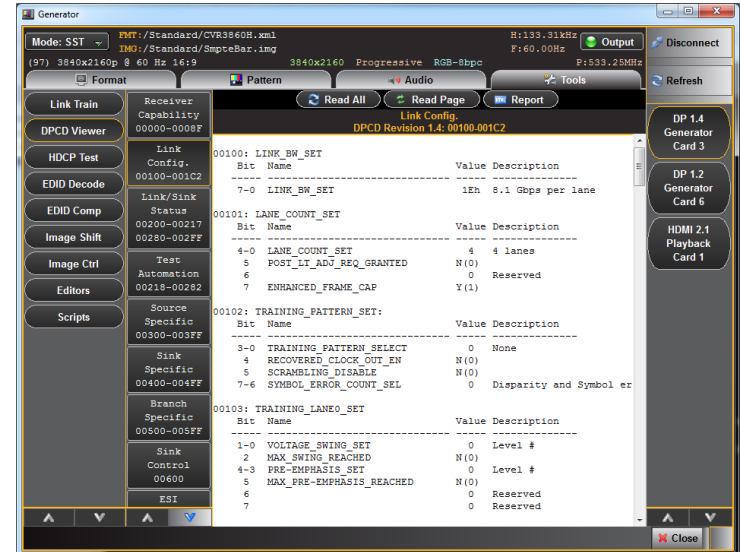 Generator
Mode: SST
FMT:/Standard/CVR3860H.xml
IMG:/Standard/SmpteBar.img
H:133.31kHz
F:60.00Hz
Output
(97) 3840x2160p @ 60 Hz 16:9
3840x2160 Progressive RGB-8bpc
P:533.25MHz
Disconnect
Format
Pattern
Audio
Tools
Refresh
Link Train
DPCD Viewer
HDCP Test
EDID Decode
EDID Comp
Image Shift
Image Ctrl
Editors
Scripts
Receiver
Capability
00000-0008F
Link
Config.
00100-001C2
Link/Sink
Status
00200-00217
00280-002FF
Test
Automation
00218-00282
Source
Specific
00300-003FF
Sink
Specific
00400-004FF
Branch
Specific
00500-005FF
Sink
Control
00600
ESI
Read All
Read Page
Report
Link Config.
DPCD Revision 1.4: 00100-001C2
00100: LINK_BW_SET
Bit Name Value Description
7-0 LINK_BW_SET 1Eh 8.1 Gbps per lane
00101: LANE_COUNT_SET
Bit Name Value Description
4-0 LANE_COUNT_SET 4 4 lanes
5 POST_LT_ADJ_REQ_GRANTED N(0)
6 0 Reserved
7 ENHANCED_FRAME_CAP Y(1)
00102: TRAINING_PATTERN_SET:
Bit Name Value Description
3-0 TRAINING_PATTERN_SELECT 0 None
4 RECOVERED_CLOCK_OUT_EN N(0)
5 SCRAMBLING_DISABLE N(0)
7-6 SYMBOL_ERROR_COUNT_SEL 0 Disparity and Symbol er
00103: TRAINING_LANE0_SET
Bit Name Value Description
1-0 VOLTAGE_SWING_SET 0 Level #
2 MAX_SWING_REACHED N(0)
4-3 PRE-EMPHASIS_SET 0 Level #
5 MAX_PRE-EMPHASIS_REACHED N(0)
6 0 Reserved
7 0 Reserved
DP 1.4
Generator
Card 3
DP 1.2
Generator
Card 6
HDMI 2.1
Playback
Card 1
Close